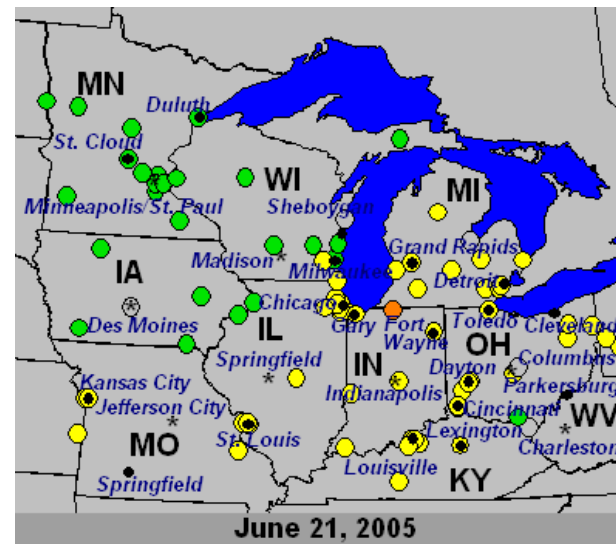 MN
Duluth
St. Cloud
WI
MI
Minneapolis/St. Paul
Sheboygan
Grand Rapids
Madison
Milwaukee
Detroit
IA
Chicago
Des Moines
IL
Gary
Fort
Wayne
Toledo
Cleveland
OH
Springfield
IN
Dayton
Columbus
Kansas City
Indianapolis
Parkersburg
Jefferson City
Cincinnati
WV
MO
St. Louis
Lexington
Charleston
Louisville
Springfield
KY
June 21, 2005